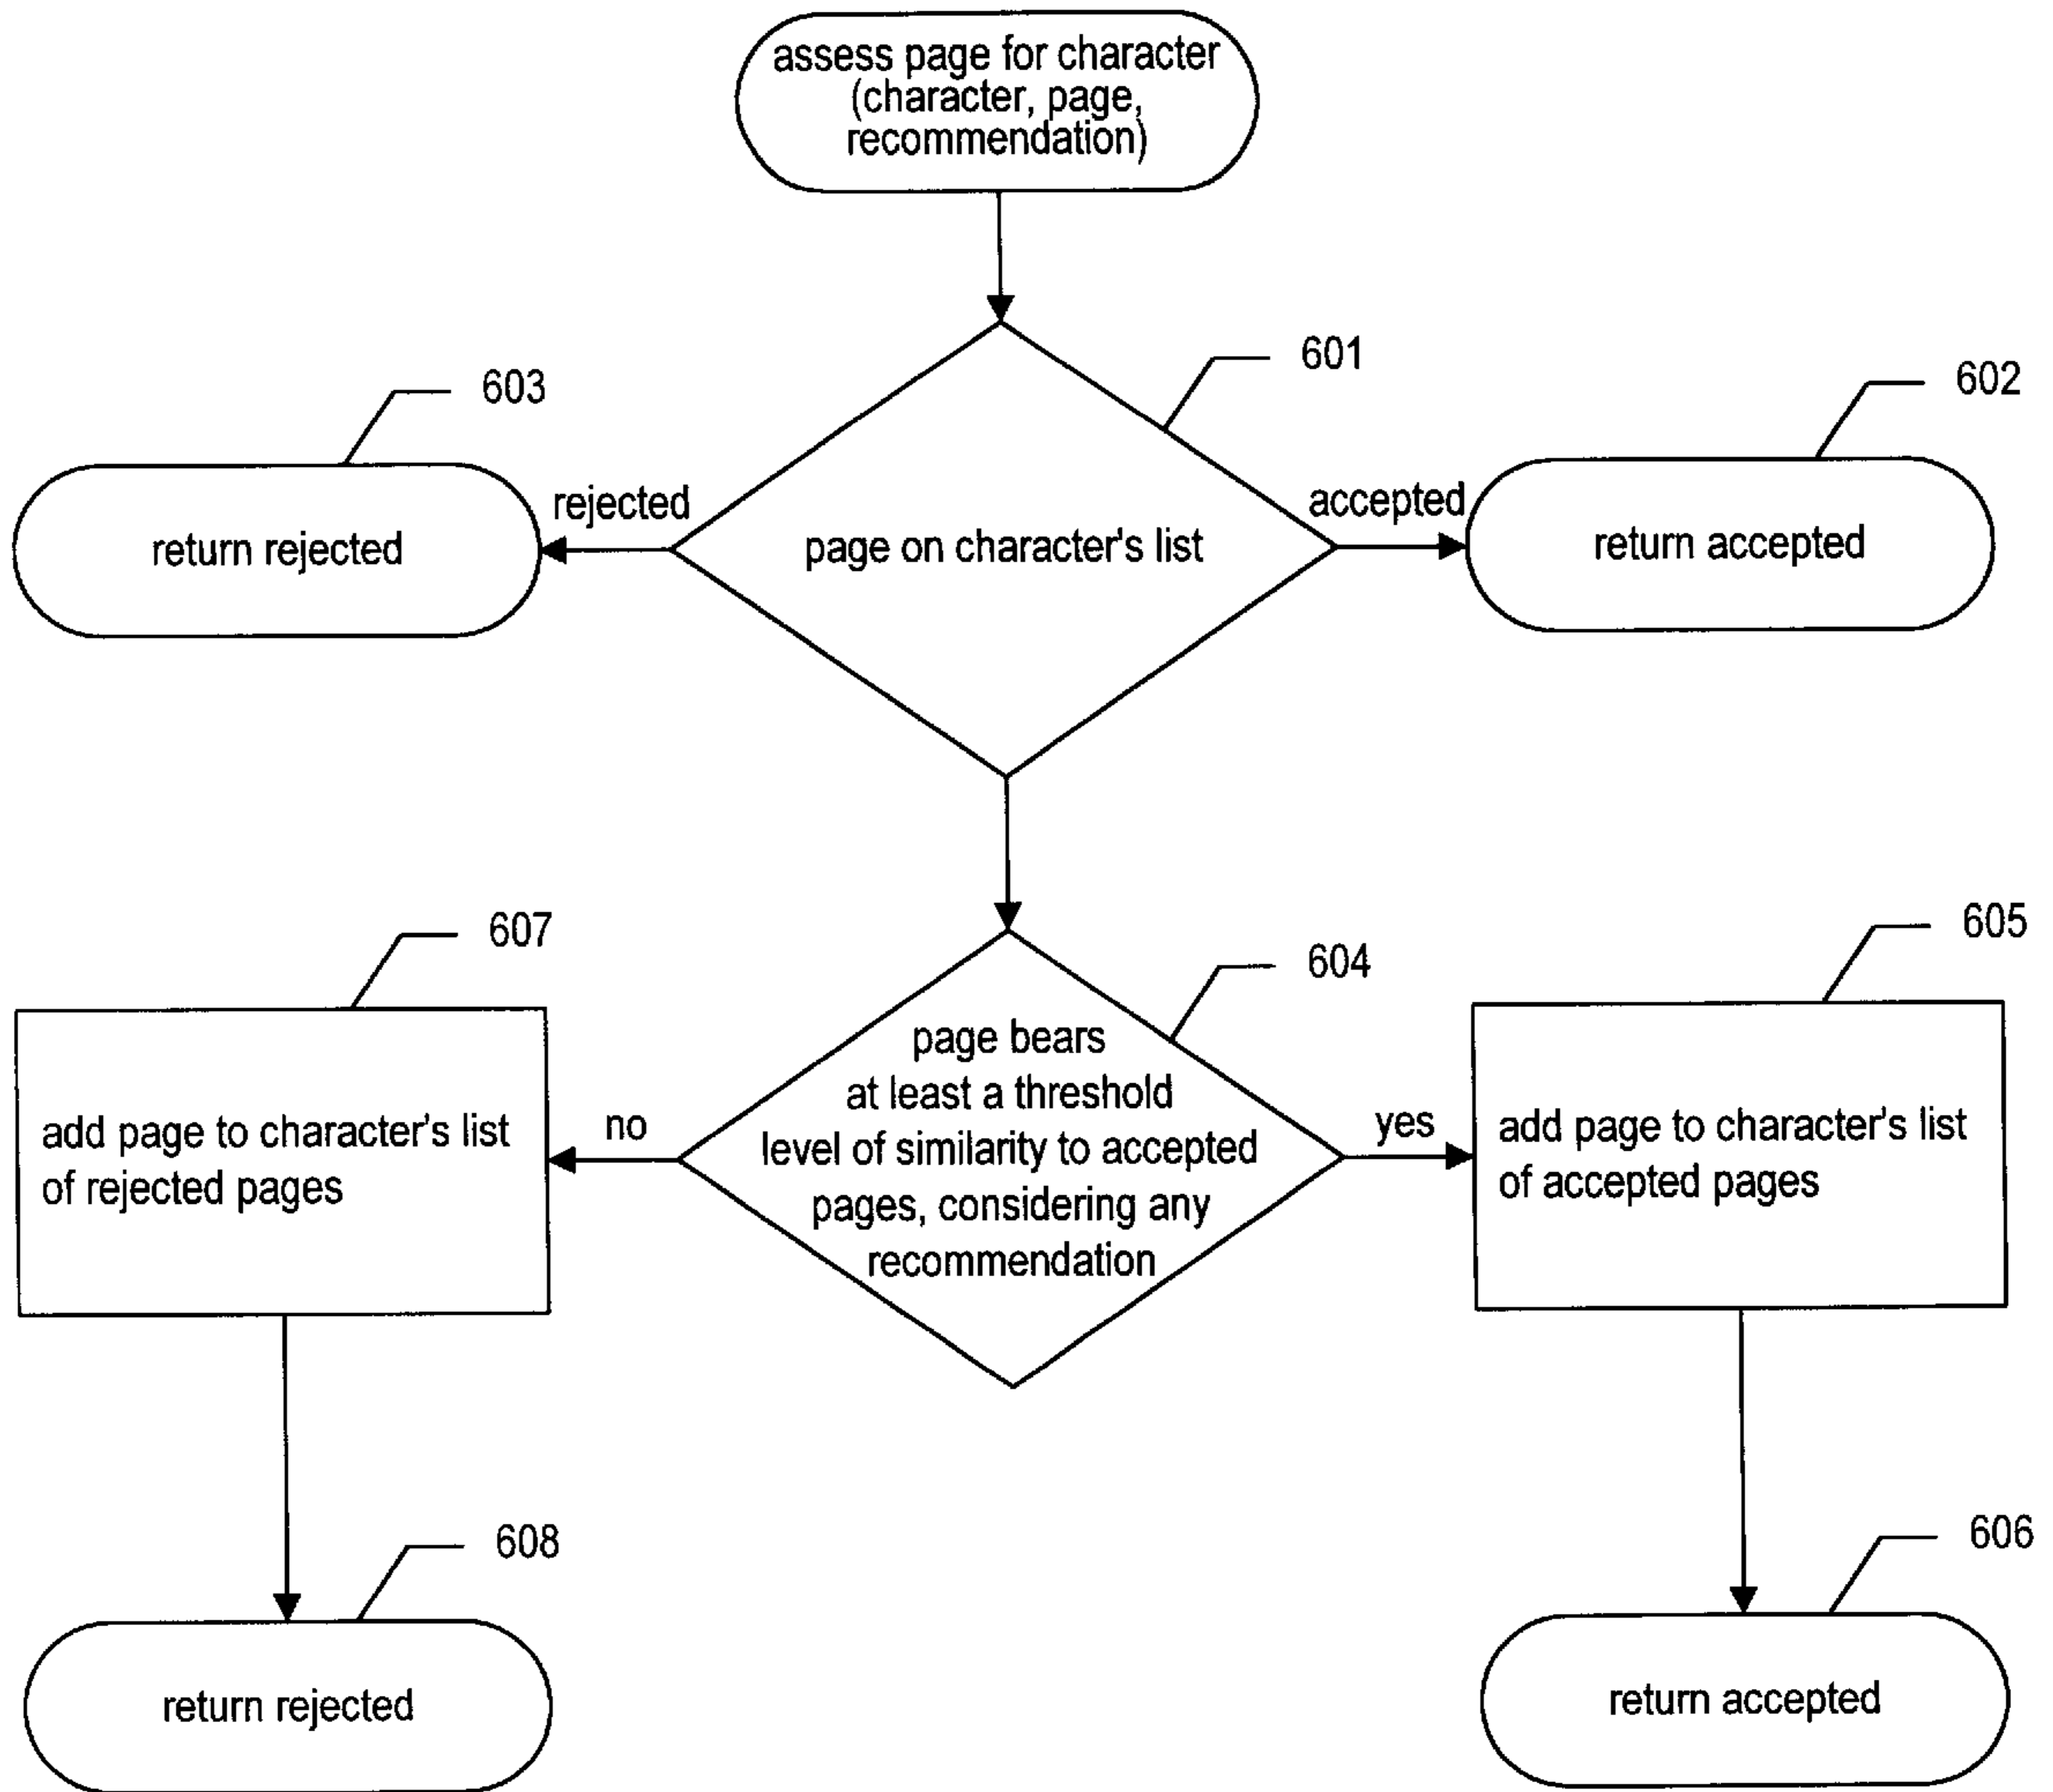 assess page for character
(character, page,
recommendation)
601
602
603
rejected
accepted
return rejected
page on character's list
return accepted
607
604
605
page bears
at least a threshold
level of similarity to accepted
pages, considering any
recommendation
no
yes
add page to character's list
of rejected pages
add page to character's list
of accepted pages
608
606
return rejected
return accepted